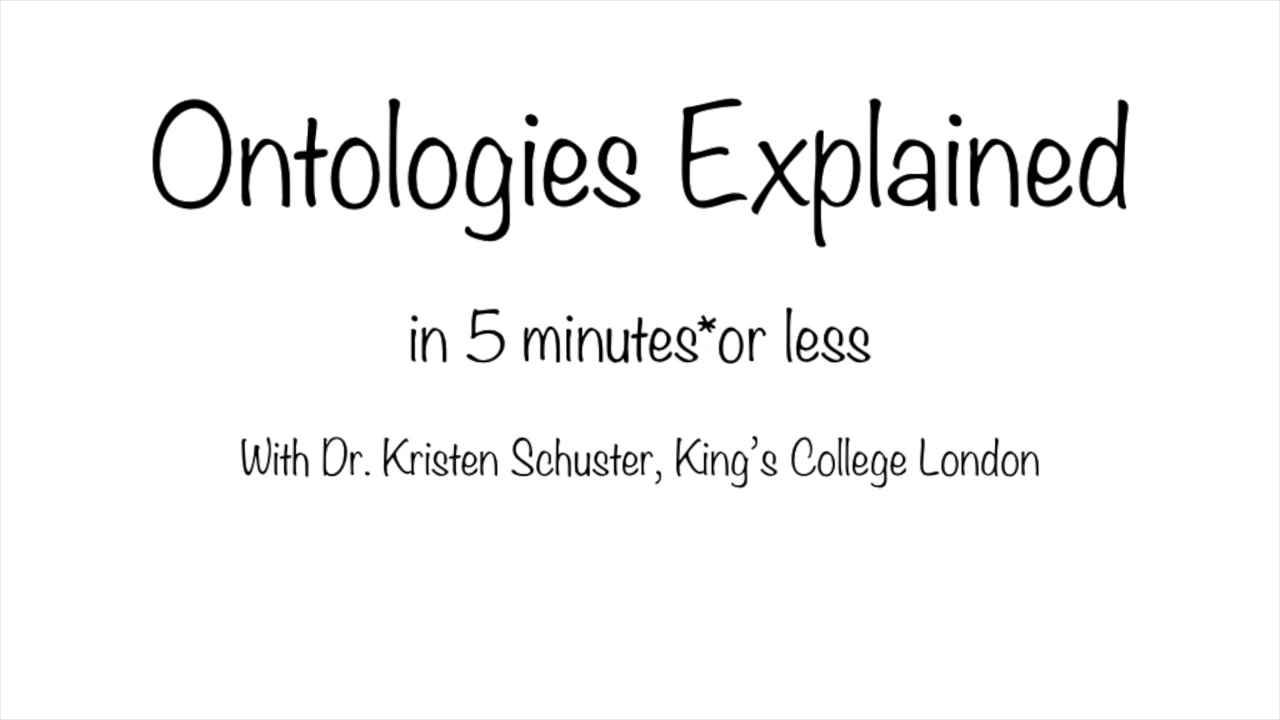 Ontologies Explained
in 5 minutes*or less
With Dr. Kristen Schuster, King's College London